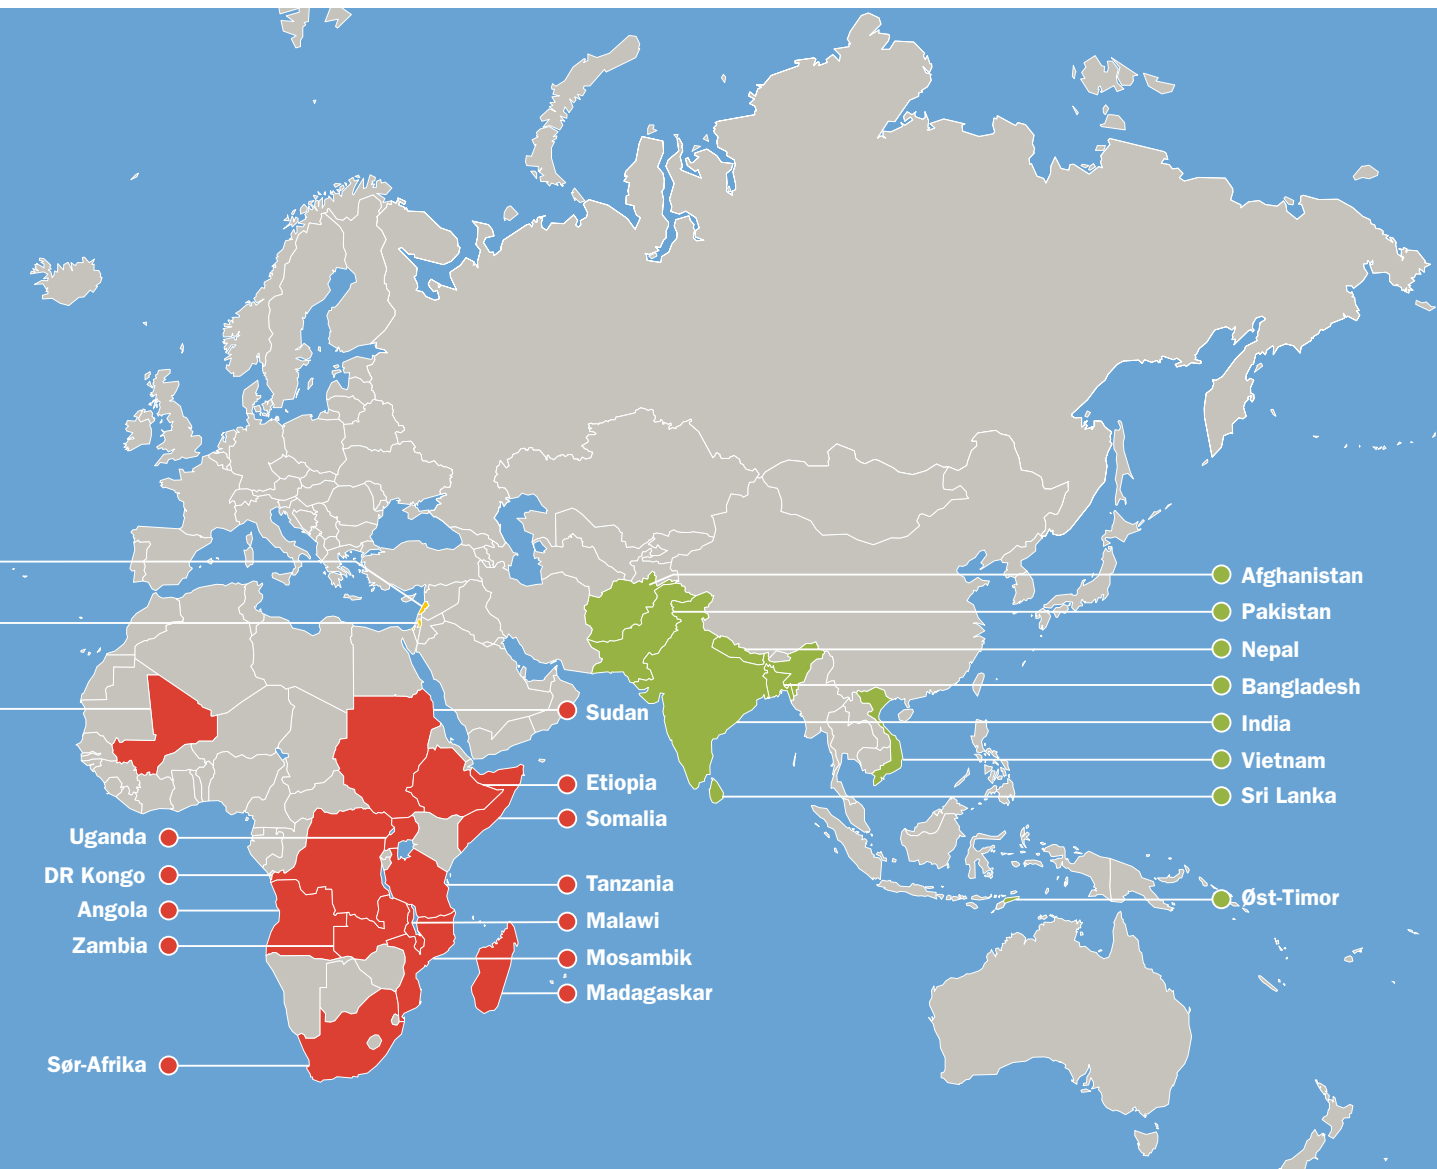 Afghanistan
Pakistan
Nepal
Bangladesh
India
Vietnam
Sri Lanka
Øst-Timor
Sudan
Etiopia
Somalia
Tanzania
Malawi
Mosambik
Madagaskar
Uganda
DR Kongo
Angola
Zambia
Sør-Afrika